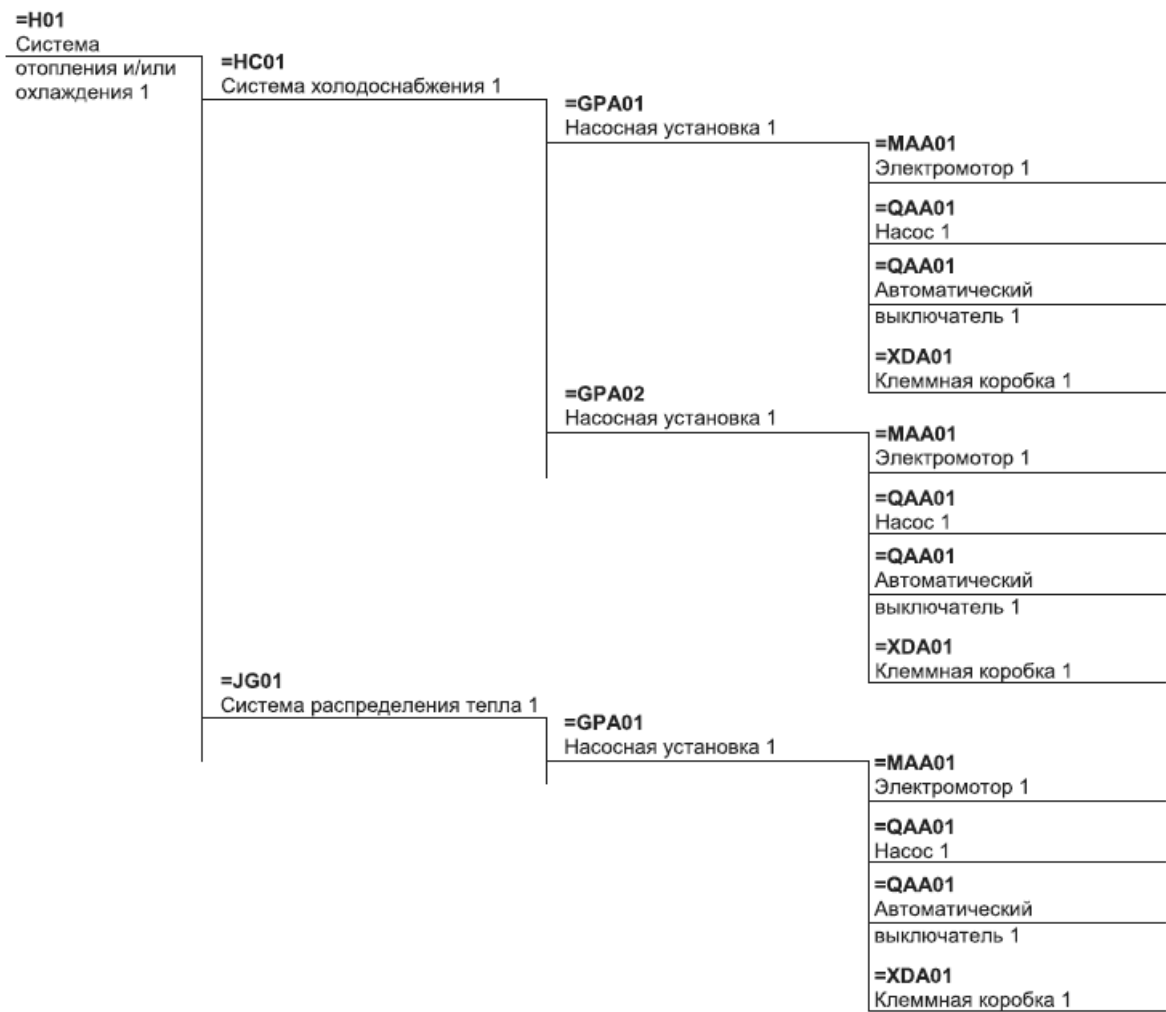 =H01
Система
отопления и/или
охлаждения 1
=HC01
Система холодоснабжения 1
=GPA01
Насосная установка 1
=MAA01
Электромотор 1
=QAA01
Насос 1
=QAA01
Автоматический
выключатель 1
=XDA01
Клеммная коробка 1
=GPA02
Насосная установка 1
=MAA01
Электромотор 1
=QAA01
Насос 1
=QAA01
Автоматический
выключатель 1
=XDA01
Клеммная коробка 1
=JG01
Система распределения тепла 1
=GPA01
Насосная установка 1
=MAA01
Электромотор 1
=QAA01
Насос 1
=QAA01
Автоматический
выключатель 1
=XDA01
Клеммная коробка 1